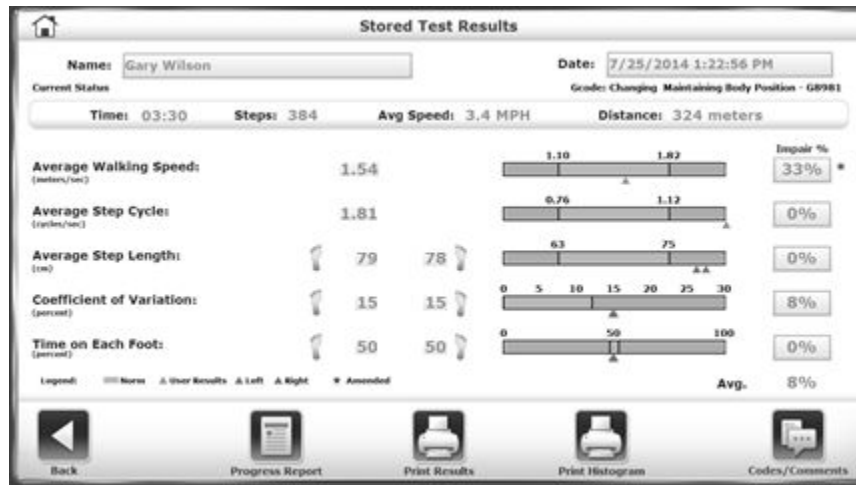 Stored Test Results
Name: Gary Wilson Date: 7/25/2014 1:22:56 PM
Current Status Gcode: Changing Maintaining Body Position - G8981
Time: 03:30 Steps: 384 Avg Speed: 3.4 MPH Distance: 324 meters
Impair %
1.10 1.82
Average Walking Speed: 1.54 33% *
(meters/sec)
0.76 1.12
Average Step Cycle: 1.81 0%
(cycles/sec)
63 75
Average Step Length: 79 78 0%
(cm)
0 5 10 15 20 25 30
Coefficient of Variation: 15 15 8%
(percent)
0 50 100
Time on Each Foot: 50 50 0%
(percent)
Legend: Norm User Results Left Right * Amended
Avg. 8%
Back Progress Report Print Results Print Histogram Codes/Comments